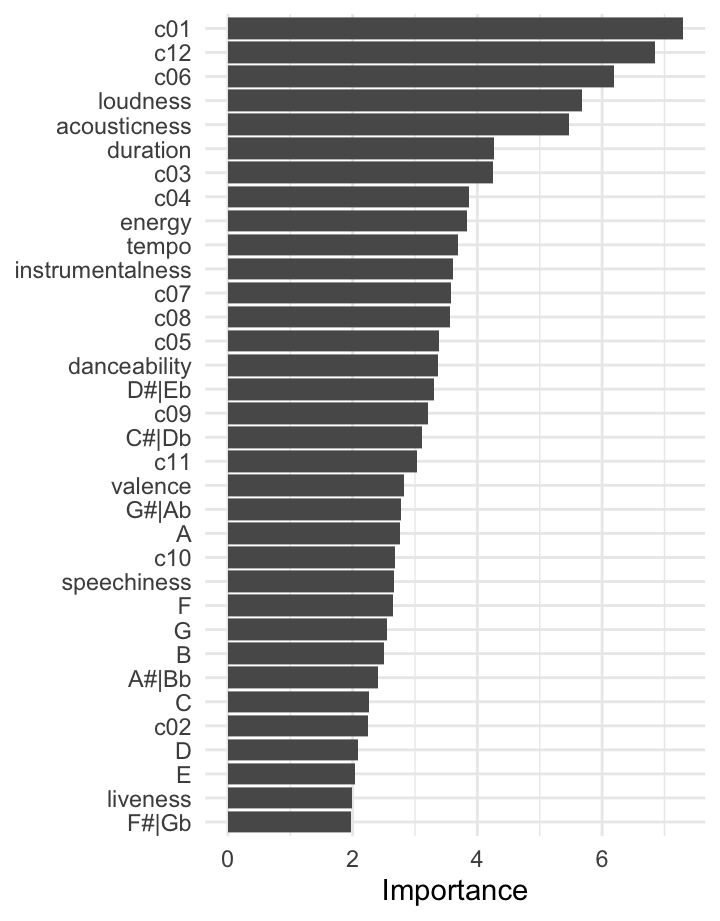 c01
c12
c06
loudness
acousticness
duration
c03
c04
energy
tempo
instrumentalness
c07
c08
c05
danceability
D#|Eb
c09
C#|Db
c11
valence
G#|Ab
A
c10
speechiness
F
G
B
A#|Bb
C
c02
D
E
liveness
F#|Gb
0 2 4 6
Importance